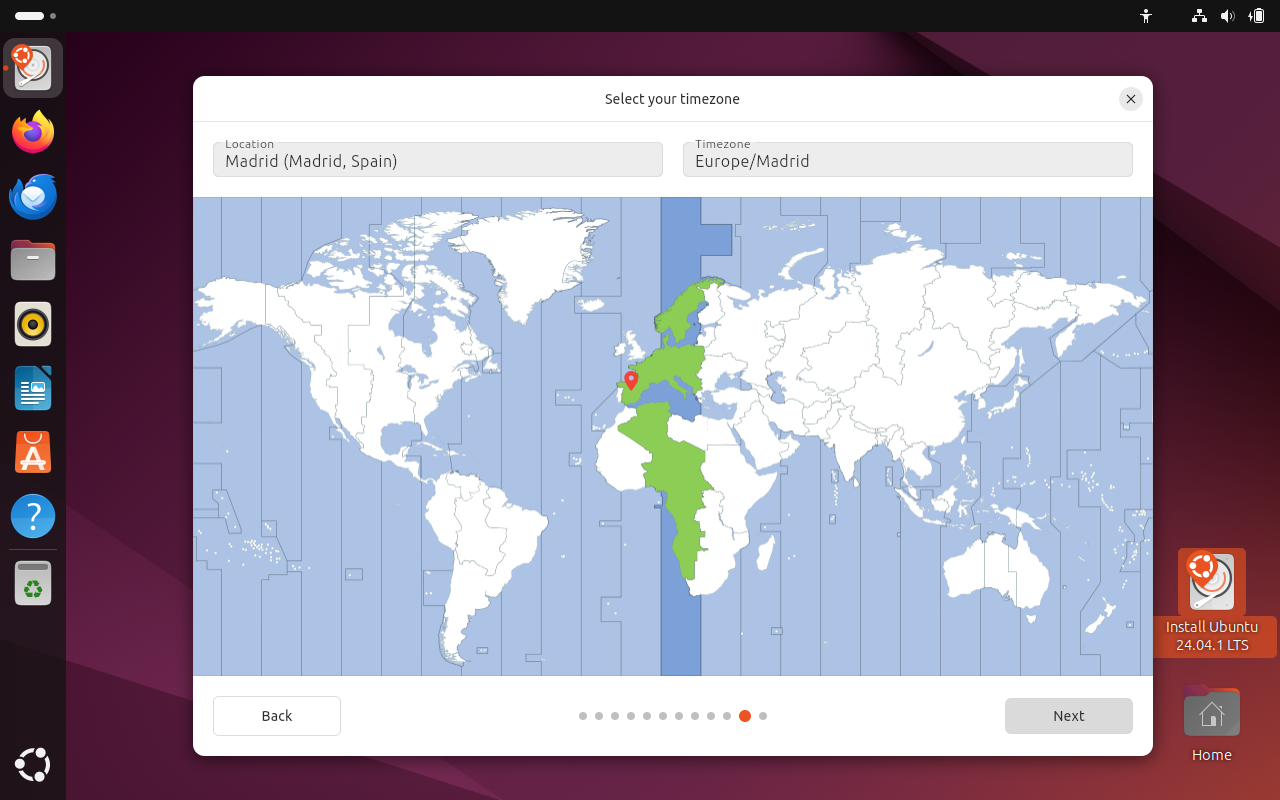 Select your timezone
Location
Madrid (Madrid, Spain)
Timezone
Europe/Madrid
Back
Next
Install Ubuntu
24.04.1 LTS
Home